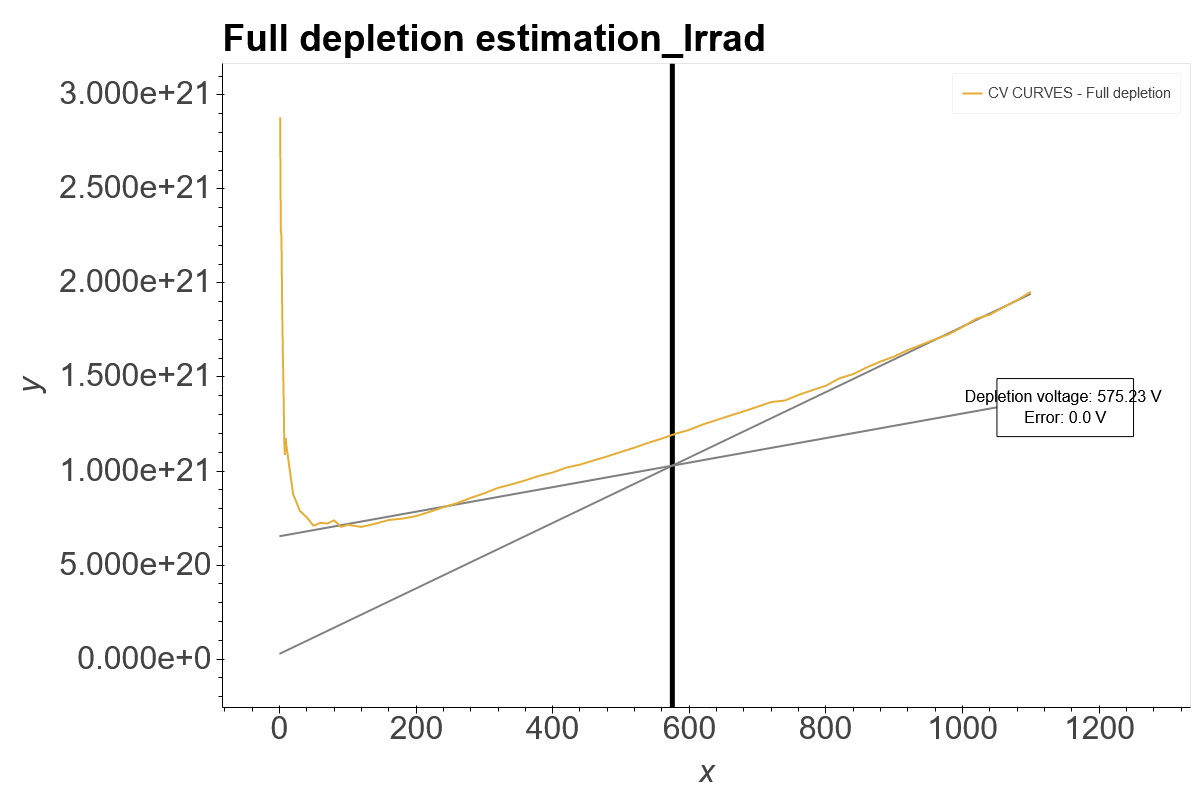 Full depletion estimation_Irrad
3.000e+21
2.500e+21
2.000e+21
1.500e+21
1.000e+21
5.000e+20
0.000e+0
y
CV CURVES - Full depletion
Depletion voltage: 575.23 V
Error: 0.0 V
0 200 400 600 800 1000 1200
x